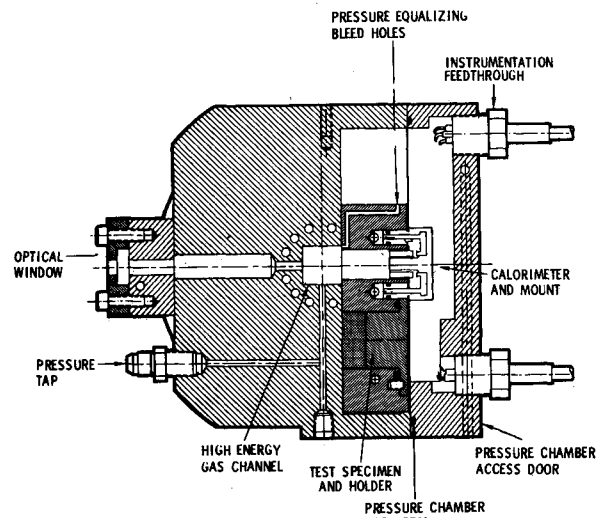 PRESSURE EQUALIZING
BLEED HOLES
INSTRUMENTATION
FEEDTHROUGH
OPTICAL
WINDOW
CALORIMETER
AND MOUNT
PRESSURE
TAP
HIGH ENERGY
GAS CHANNEL
TEST SPECIMEN
AND HOLDER
PRESSURE CHAMBER
ACCESS DOOR
PRESSURE CHAMBER